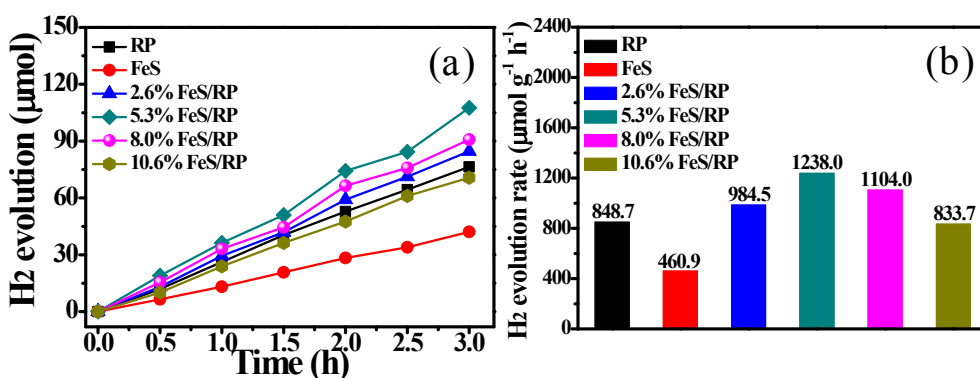 150
120
90
60
30
0
H2 evolution (μmol)
RP
FeS
2.6% FeS/RP
5.3% FeS/RP
8.0% FeS/RP
10.6% FeS/RP
(a)
0.0 0.5 1.0 1.5 2.0 2.5 3.0
Time (h)
2400
2000
1600
1200
800
400
0
H2 evolution rate (μmol g-1 h-1)
RP
FeS
2.6% FeS/RP
5.3% FeS/RP
8.0% FeS/RP
10.6% FeS/RP
(b)
848.7
460.9
984.5
1238.0
1104.0
833.7